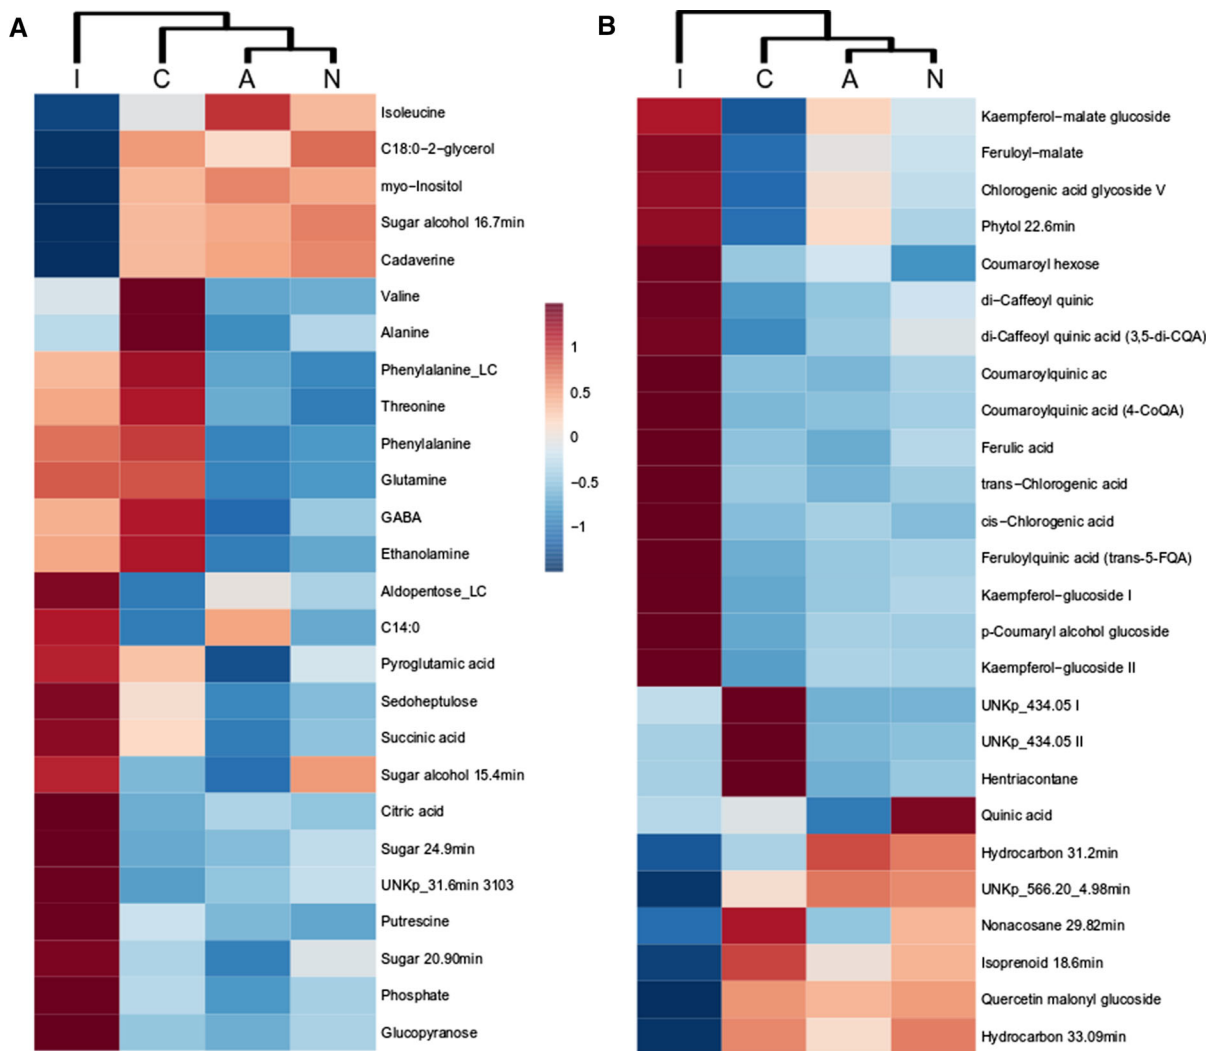 A
I C A N
Isoleucine
C18:0−2−glycerol
myo−Inositol
Sugar alcohol 16.7min
Cadaverine
Valine
Alanine
Phenylalanine_LC
Threonine
Phenylalanine
Glutamine
GABA
Ethanolamine
Aldopentose_LC
C14:0
Pyroglutamic acid
Sedoheptulose
Succinic acid
Sugar alcohol 15.4min
Citric acid
Sugar 24.9min
UNKp_31.6min 3103
Putrescine
Sugar 20.90min
Phosphate
Glucopyranose
1
0.5
0
−0.5
−1
B
I C A N
Kaempferol−malate glucoside
Feruloyl−malate
Chlorogenic acid glycoside V
Phytol 22.6min
Coumaroyl hexose
di−Caffeoyl quinic
di-Caffeoyl quinic acid (3,5-di-CQA)
Coumaroylquinic ac
Coumaroylquinic acid (4-CoQA)
Ferulic acid
trans−Chlorogenic acid
cis−Chlorogenic acid
Feruloylquinic acid (trans-5-FQA)
Kaempferol−glucoside I
p-Coumaryl alcohol glucoside
Kaempferol−glucoside II
UNKp_434.05 I
UNKp_434.05 II
Hentriacontane
Quinic acid
Hydrocarbon 31.2min
UNKp_566.20_4.98min
Nonacosane 29.82min
Isoprenoid 18.6min
Quercetin malonyl glucoside
Hydrocarbon 33.09min